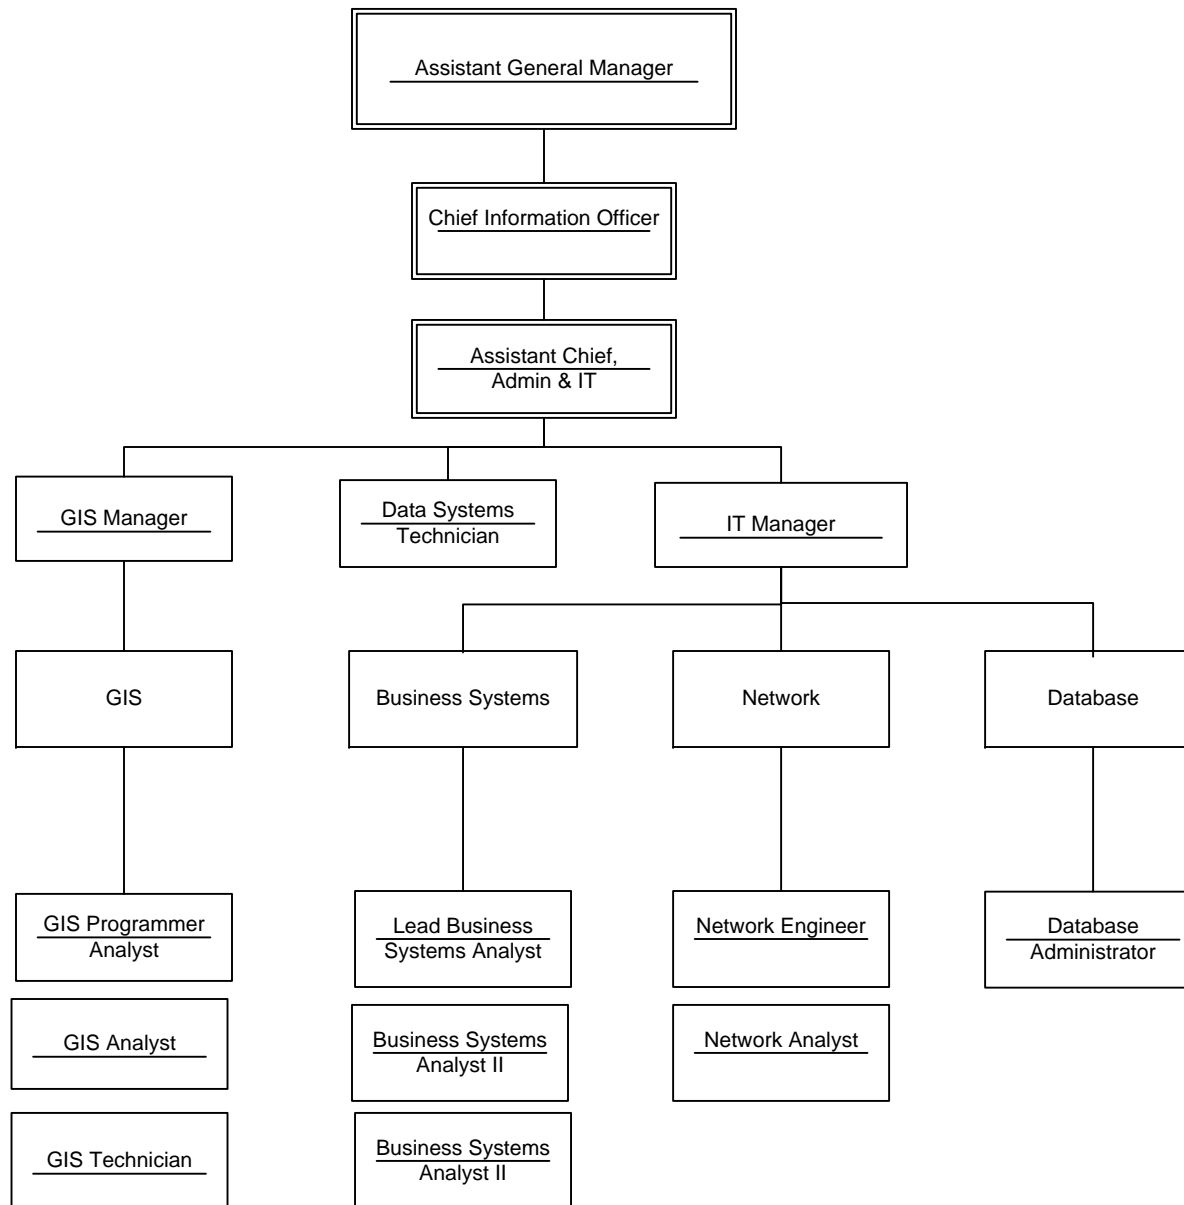 Assistant General Manager
Chief Information Officer
Assistant Chief,
Admin & IT
GIS Manager
Data Systems
Technician
IT Manager
GIS
Business Systems
Network
Database
GIS Programmer
Analyst
Lead Business
Systems Analyst
Network Engineer
Database
Administrator
GIS Analyst
Business Systems
Analyst II
Network Analyst
GIS Technician
Business Systems
Analyst II